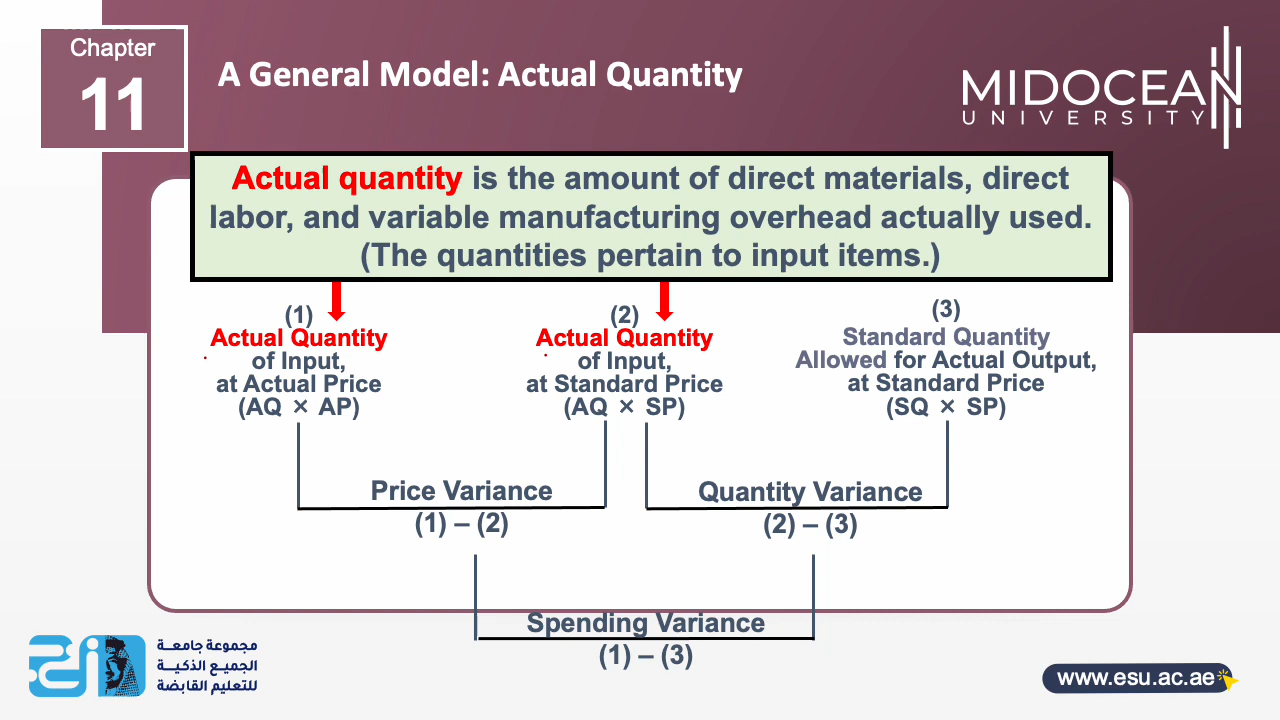 Chapter
11
A General Model: Actual Quantity
MIDOCEAN
UNIVERSITY
Actual quantity is the amount of direct materials, direct
labor, and variable manufacturing overhead actually used.
(The quantities pertain to input items.)
(1)
Actual Quantity
of Input,
at Actual Price
(AQ × AP)
(2)
Actual Quantity
of Input,
at Standard Price
(AQ × SP)
(3)
Standard Quantity
Allowed for Actual Output,
at Standard Price
(SQ × SP)
Price Variance
(1) – (2)
Quantity Variance
(2) – (3)
Spending Variance
(1) – (3)
مجموعة جامعة
الجميع الذكية
للتعليم القابضة
www.esu.ac.ae